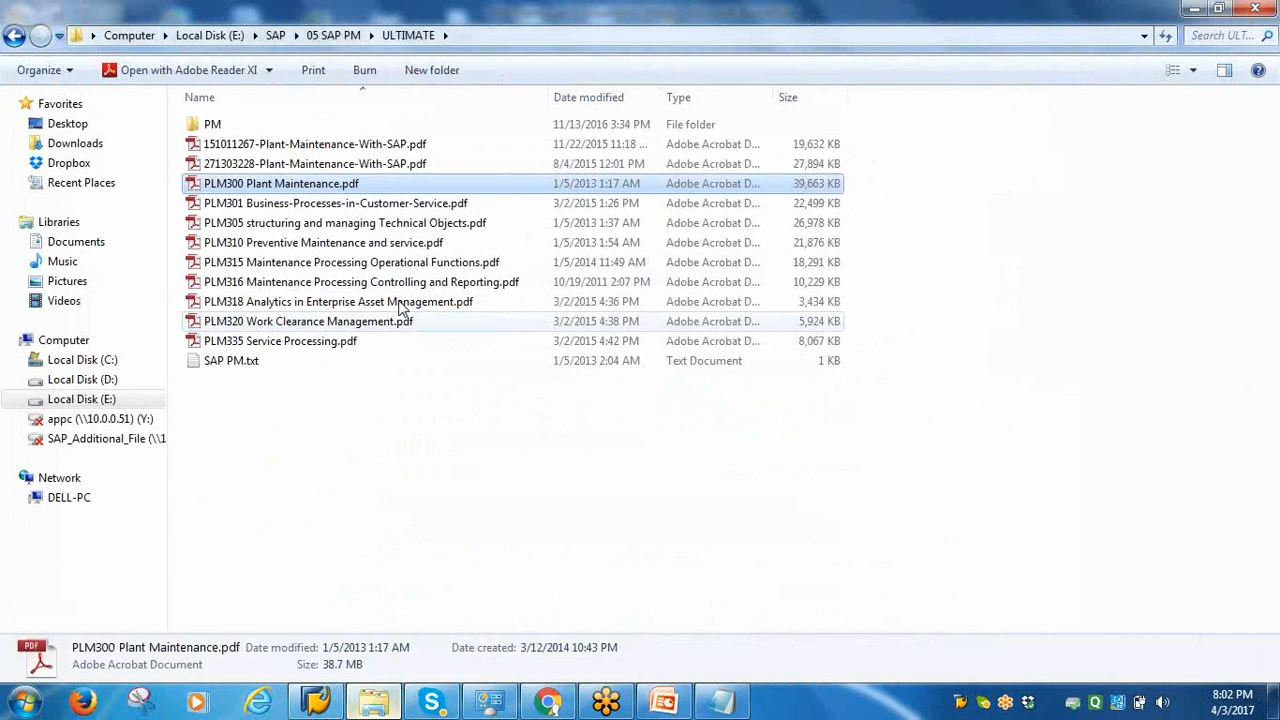 Computer Local Disk (E:) SAP 05 SAP PM ULTIMATE Search ULT...
Organize Open with Adobe Reader XI Print Burn New folder
Name Date modified Type Size
Favorites
Desktop
Downloads
Dropbox
Recent Places
Libraries
Documents
Music
Pictures
Videos
Computer
Local Disk (C:)
Local Disk (D:)
Local Disk (E:)
appc (\\10.0.0.51) (Y:)
SAP_Additional_File (\\1
Network
DELL-PC
PM 11/13/2016 3:34 PM File folder
151011267-Plant-Maintenance-With-SAP.pdf 11/22/2015 11:18 ... Adobe Acrobat D... 19,632 KB
271303228-Plant-Maintenance-With-SAP.pdf 8/4/2015 12:01 PM Adobe Acrobat D... 27,894 KB
PLM300 Plant Maintenance.pdf 1/5/2013 1:17 AM Adobe Acrobat D... 39,663 KB
PLM301 Business-Processes-in-Customer-Service.pdf 3/2/2015 1:26 PM Adobe Acrobat D... 22,499 KB
PLM305 structuring and managing Technical Objects.pdf 1/5/2013 1:37 AM Adobe Acrobat D... 26,978 KB
PLM310 Preventive Maintenance and service.pdf 1/5/2013 1:54 AM Adobe Acrobat D... 21,876 KB
PLM315 Maintenance Processing Operational Functions.pdf 1/5/2014 11:49 AM Adobe Acrobat D... 18,291 KB
PLM316 Maintenance Processing Controlling and Reporting.pdf 10/19/2011 2:07 PM Adobe Acrobat D... 10,229 KB
PLM318 Analytics in Enterprise Asset Management.pdf 3/2/2015 4:36 PM Adobe Acrobat D... 3,434 KB
PLM320 Work Clearance Management.pdf 3/2/2015 4:38 PM Adobe Acrobat D... 5,924 KB
PLM335 Service Processing.pdf 3/2/2015 4:42 PM Adobe Acrobat D... 8,067 KB
SAP PM.txt 1/5/2013 2:04 AM Text Document 1 KB
PDF
PLM300 Plant Maintenance.pdf Date modified: 1/5/2013 1:17 AM Date created: 3/12/2014 10:43 PM
Adobe Acrobat Document Size: 38.7 MB
8:02 PM
4/3/2017